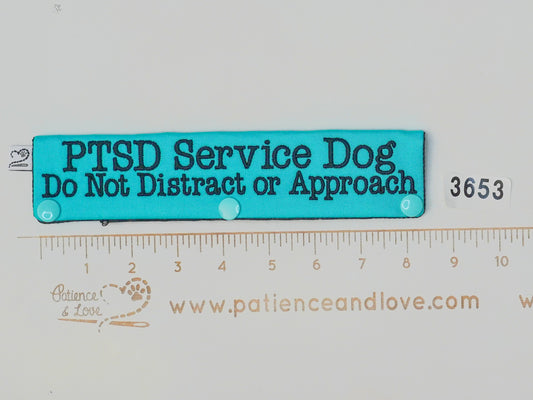 PTSD Service Dog
Do Not Distract or Approach
3653
1 2 3 4 5 6 7 8 9 10
Patience
& Love
www.patienceandlove.com
w